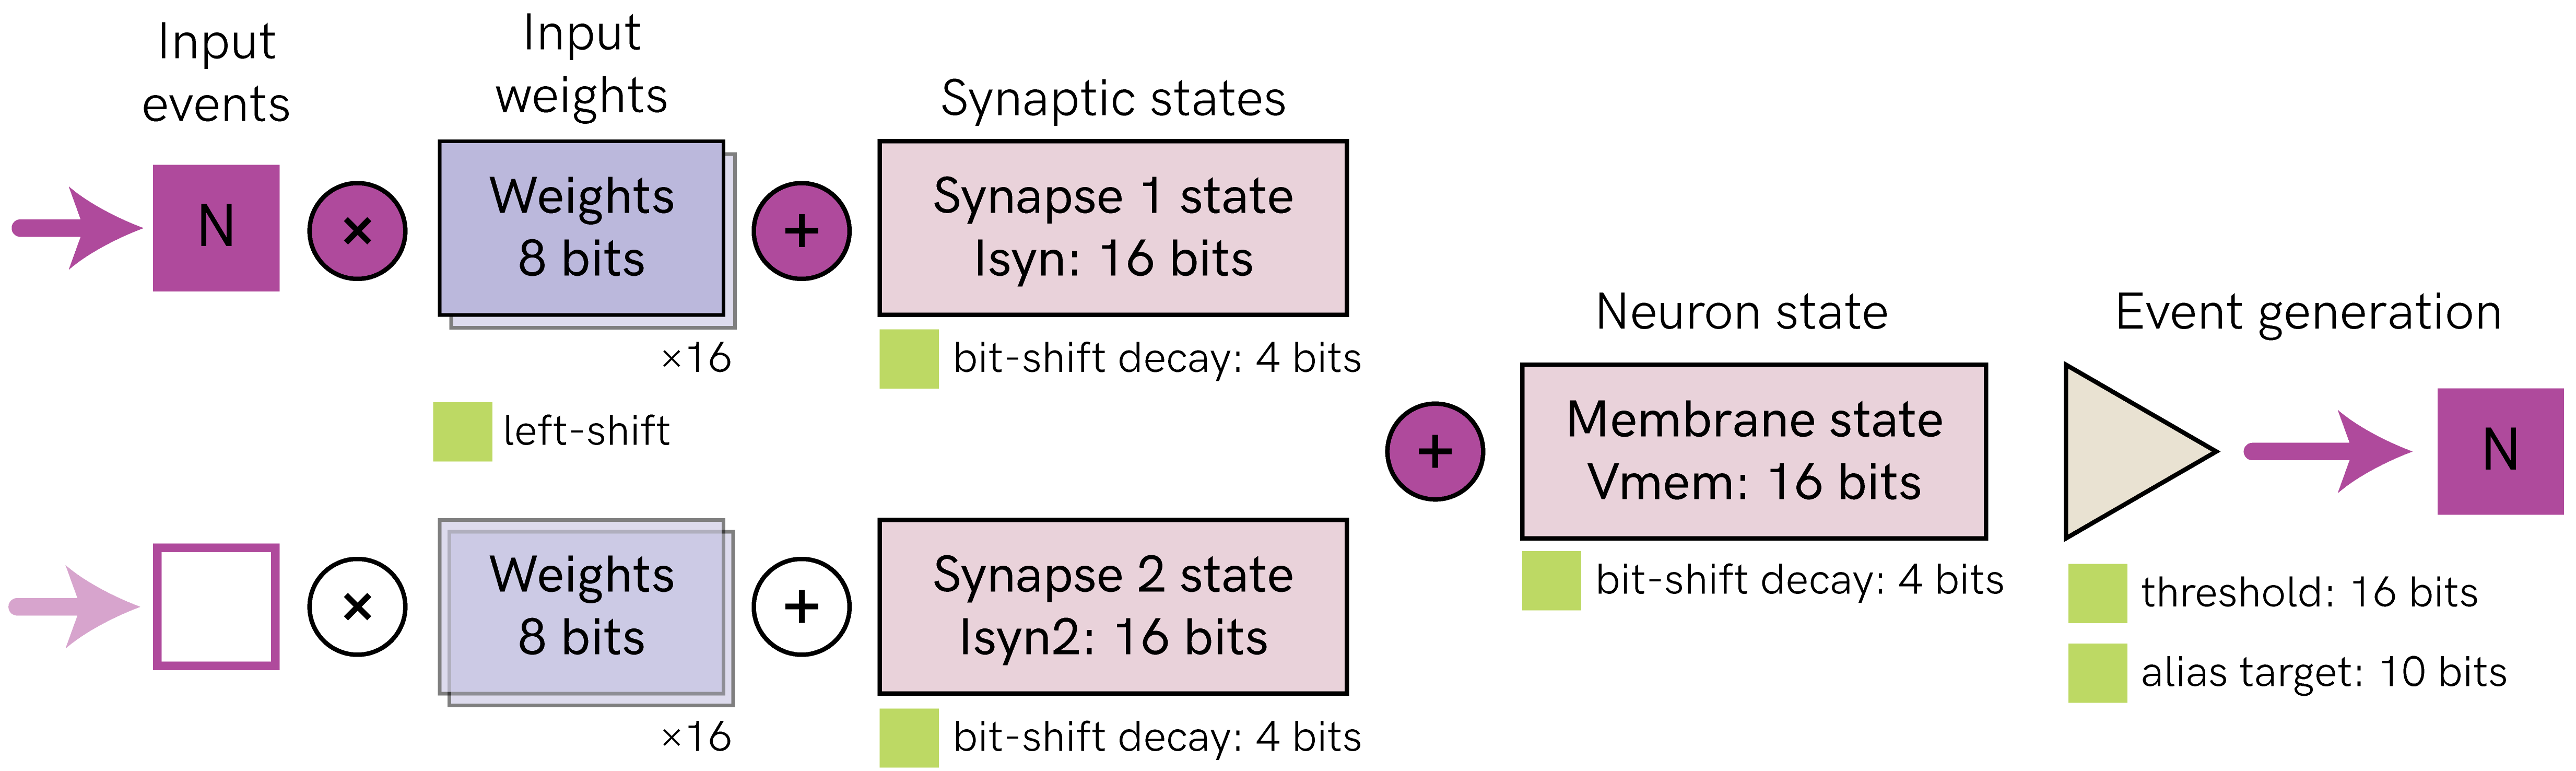 Input
events
Input
weights
Synaptic states
N
×
Weights
8 bits
×16
+
Synapse 1 state
Isyn: 16 bits
bit-shift decay: 4 bits
left-shift
×
Weights
8 bits
×16
+
Synapse 2 state
Isyn2: 16 bits
bit-shift decay: 4 bits
+
Neuron state
Membrane state
Vmem: 16 bits
bit-shift decay: 4 bits
Event generation
N
threshold: 16 bits
alias target: 10 bits